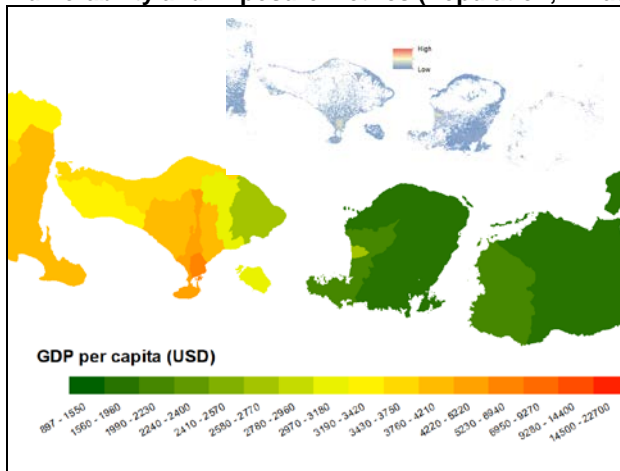 High
Low
GDP per capita (USD)
897 - 1550
1560 - 1980
1990 - 2230
2240 - 2400
2410 - 2570
2580 - 2770
2780 - 2960
2970 - 3180
3190 - 3420
3430 - 3750
3760 - 4210
4220 - 5220
5230 - 6940
6950 - 9270
9280 - 14400
14500 - 22700